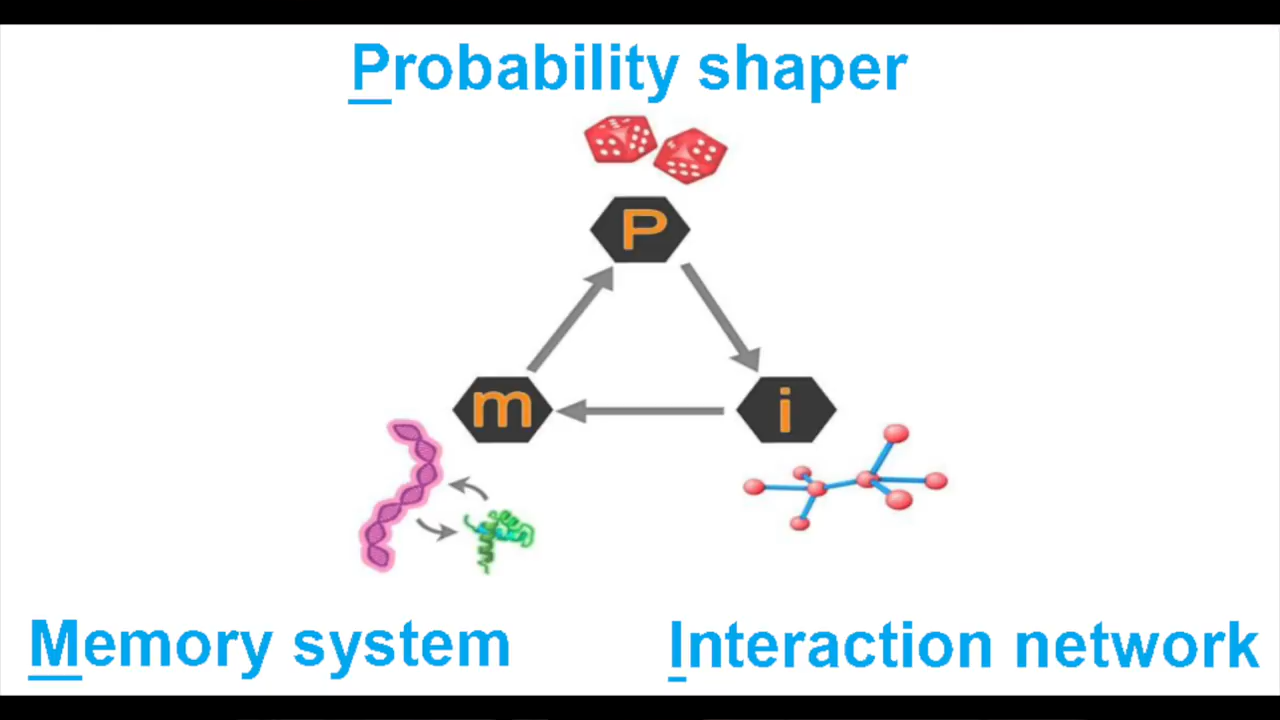 Probability shaper
P
m
i
Memory system
Interaction network